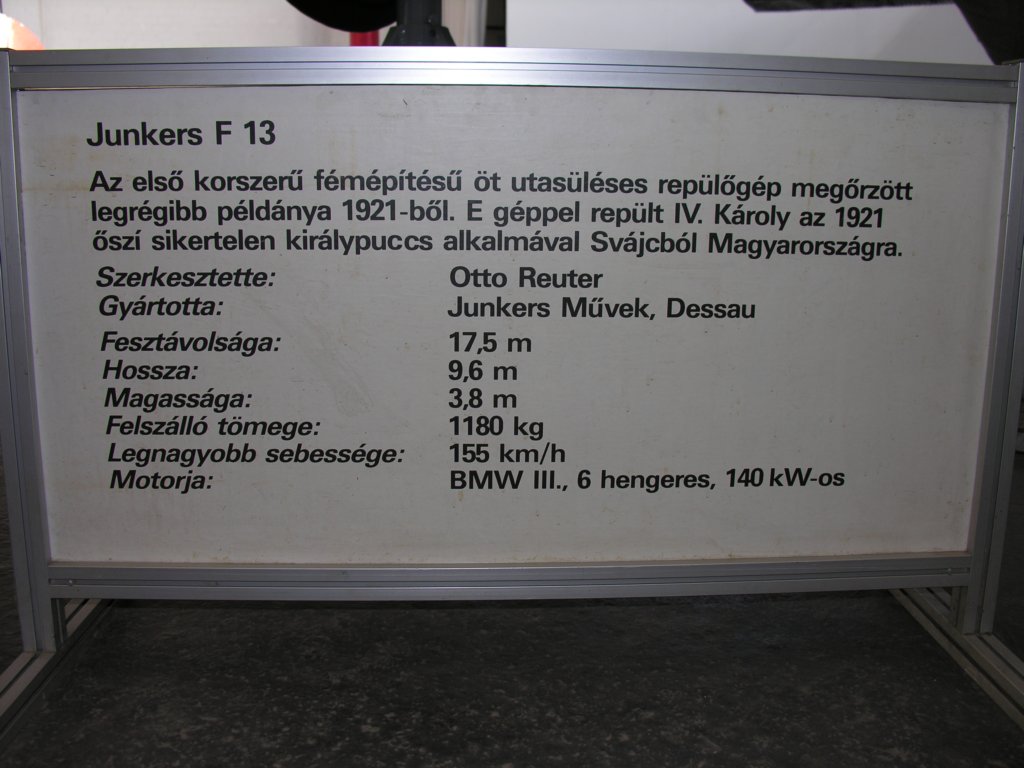 Junkers F 13
Az első korszerű fémépítésű öt utasüléses repülőgép megőrzött
legrégibb példánya 1921-ből. E géppel repült IV. Károly az 1921
őszí sikertelen királypuccs alkalmával Svájcból Magyarországra.
Szerkesztette: Otto Reuter
Gyártotta: Junkers Művek, Dessau
Fesztávolsága: 17,5 m
Hossza: 9,6 m
Magassága: 3,8 m
Felszálló tömege: 1180 kg
Legnagyobb sebessége: 155 km/h
Motorja: BMW III., 6 hengeres, 140 kW-os